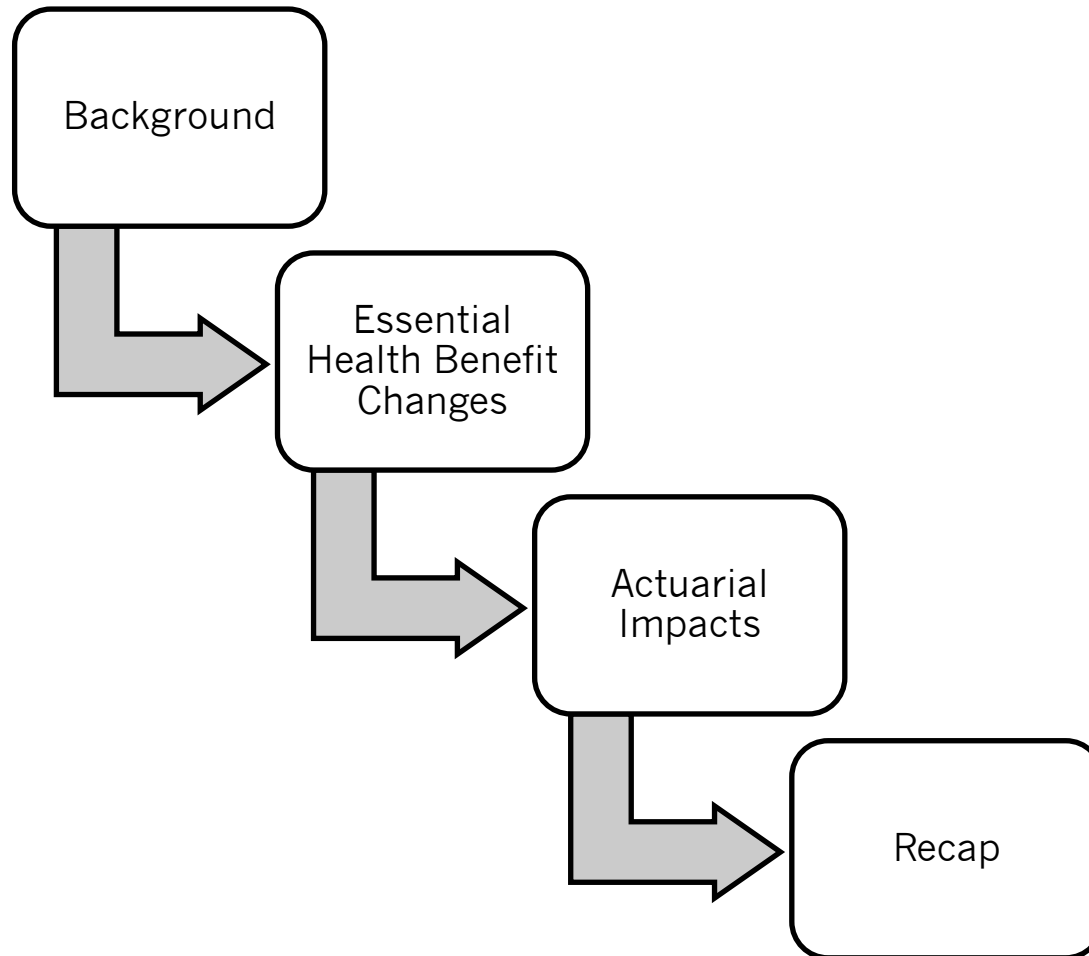 Background
Essential
Health Benefit
Changes
Actuarial
Impacts
Recap